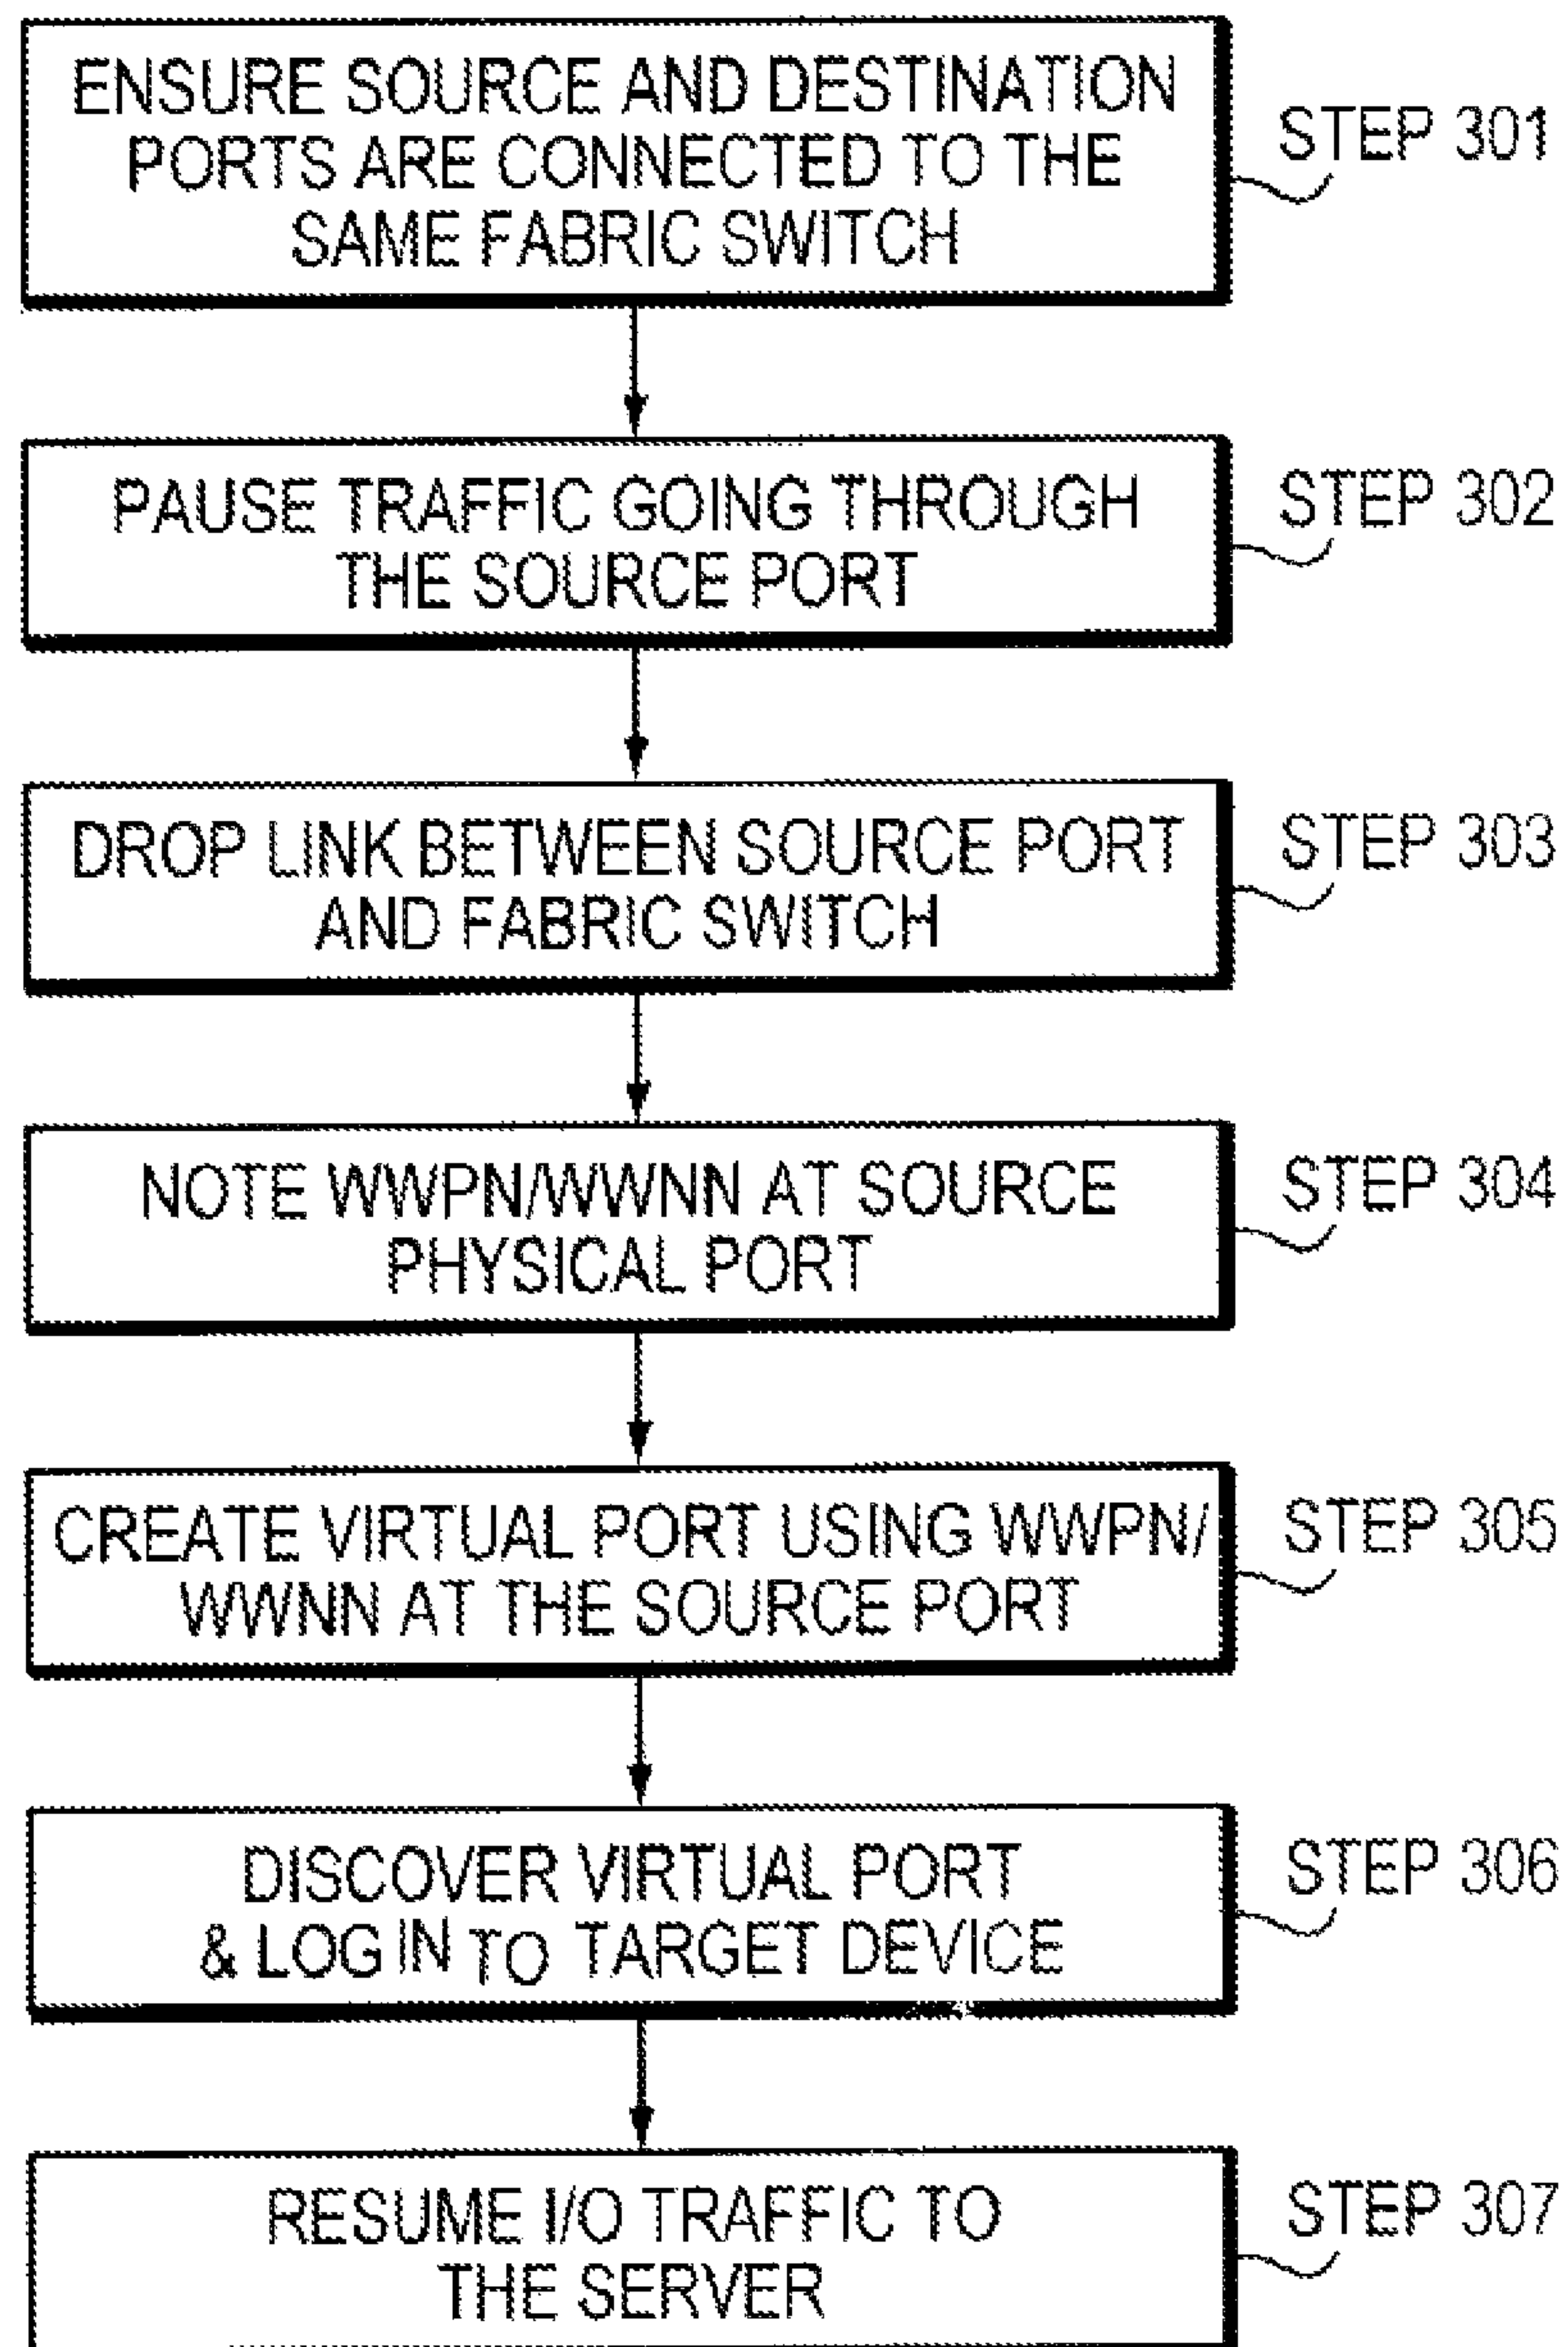 ENSURE SOURCE AND DESTINATION
PORTS ARE CONNECTED TO THE
SAME FABRIC SWITCH
STEP 301
PAUSE TRAFFIC GOING THROUGH
THE SOURCE PORT
STEP 302
DROP LINK BETWEEN SOURCE PORT
AND FABRIC SWITCH
STEP 303
NOTE WWPN/WWNN AT SOURCE
PHYSICAL PORT
STEP 304
CREATE VIRTUAL PORT USING WWPN/
WWNN AT THE SOURCE PORT
STEP 305
DISCOVER VIRTUAL PORT
& LOG IN TO TARGET DEVICE
STEP 306
RESUME I/O TRAFFIC TO
THE SERVER
STEP 307